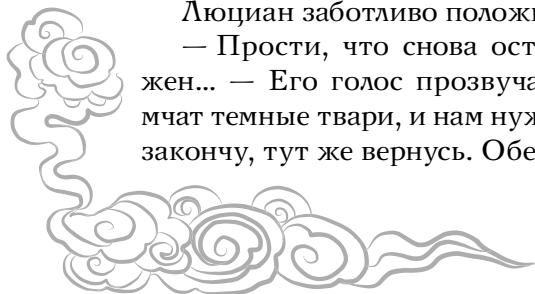 Люциан заботливо положи
— Прости, что снова ост
жен... — Его голос прозвуча
мчат темные твари, и нам нуж
закончу, тут же вернусь. Обе